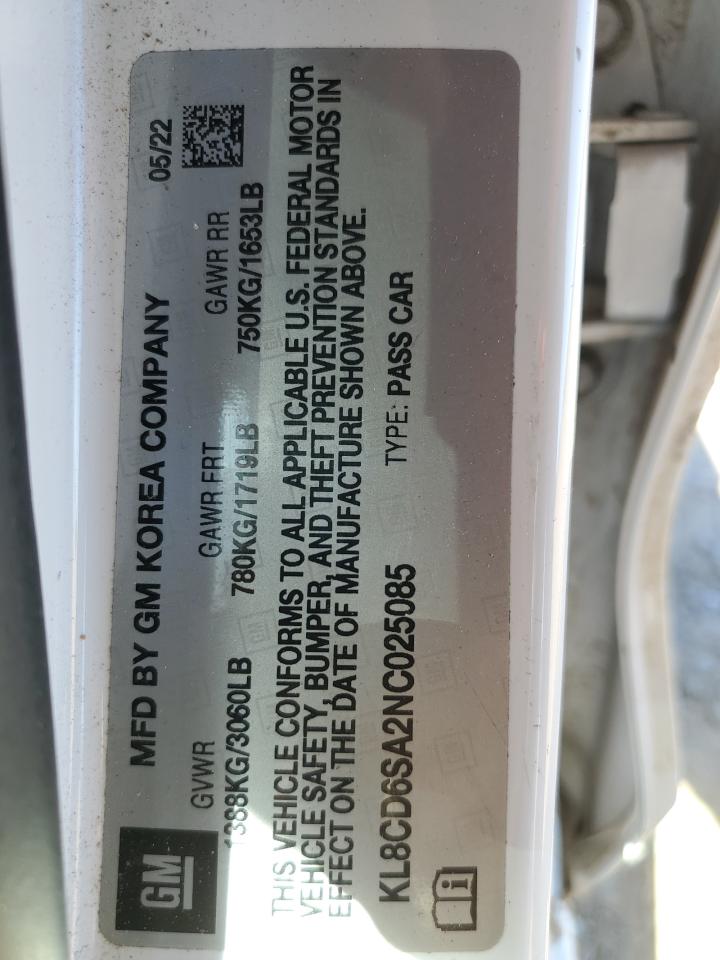 GM
MFD BY GM KOREA COMPANY 05/22
GVWR GAWR FRT GAWR RR
1388KG/3060LB 780KG/1719LB 750KG/1653LB
THIS VEHICLE CONFORMS TO ALL APPLICABLE U.S. FEDERAL MOTOR
VEHICLE SAFETY, BUMPER, AND THEFT PREVENTION STANDARDS IN
EFFECT ON THE DATE OF MANUFACTURE SHOWN ABOVE.
KL8CD6SA2NC025085 TYPE: PASS CAR